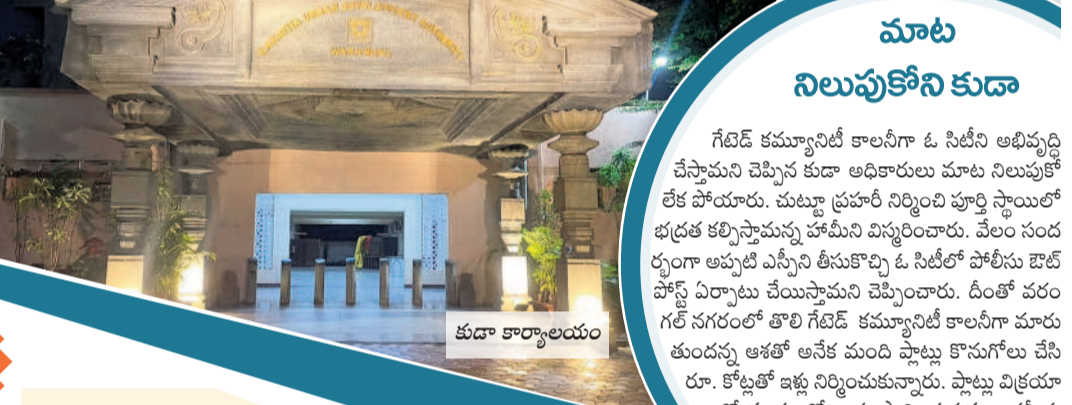 కుడా కార్యాలయం
మాట
నిలుపుకోని కుడా
గేటెడ్ కమ్యూనిటీ కాలనీగా ఓ సిటీని అభివృద్ధి
చేస్తామని చెప్పిన కుడా అధికారులు మాట నిలుపుకో
లేక పోయారు. చుట్టూ ప్రహరీ నిర్మించి పూర్తి స్థాయిలో
భద్రత కల్పిస్తామన్న హామీని విస్మరించారు. వేలం సంద
ర్భంగా అప్పటి ఎస్పీని తీసుకొచ్చి ఓ సిటీలో పోలీసు ఔట్
పోస్ట్ ఏర్పాటు చేయిస్తామని చెప్పించారు. దీంతో వరం
గల్ నగరంలో తొలి గేటెడ్ కమ్యూనిటీ కాలనీగా మారు
తుందన్న ఆశతో అనేక మంది ప్లాట్లు కొనుగోలు చేసి
రూ. కోట్లతో ఇళ్లు నిర్మించుకున్నారు. ప్లాట్లు విక్రయా